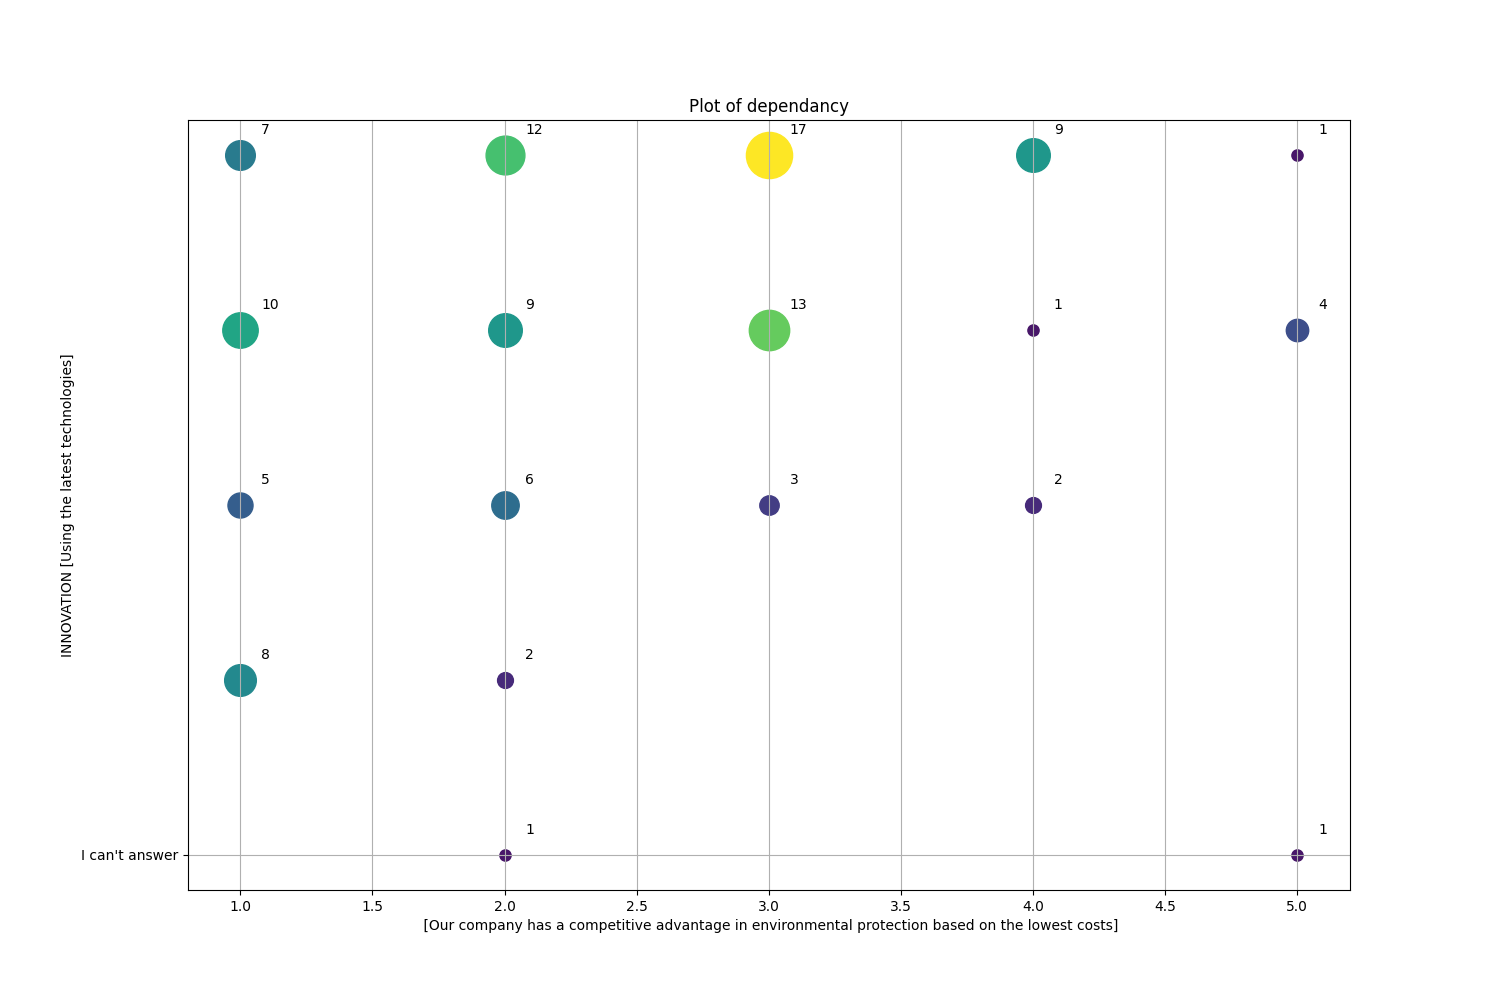 Plot of dependancy
7 12 17 9 1
10 9 13 1 4
5 6 3 2
8 2
1 1
INNOVATION [Using the latest technologies]
I can't answer
1.0 1.5 2.0 2.5 3.0 3.5 4.0 4.5 5.0
[Our company has a competitive advantage in environmental protection based on the lowest costs]